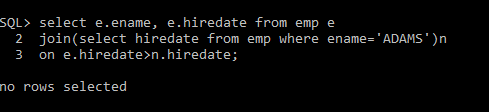 SQL> select e.ename, e.hiredate from emp e
2 join(select hiredate from emp where ename='ADAMS')n
3 on e.hiredate>n.hiredate;
no rows selected